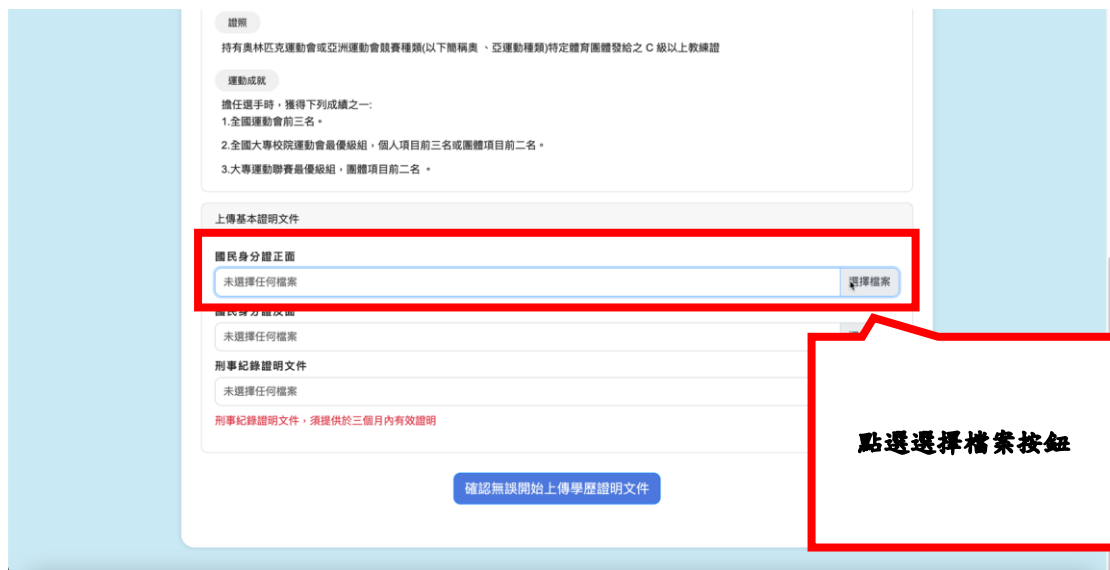 證照
持有奧林匹克運動會或亞洲運動會競賽種類(以下簡稱奧 、亞運動種類)特定體育團體發給之 C 級以上教練證
運動成就
擔任選手時，獲得下列成績之一:
1.全國運動會前三名。
2.全國大專校院運動會最優級組，個人項目前三名或團體項目前二名。
3.大專運動聯賽最優級組，團體項目前二名 。
上傳基本證明文件
國民身分證正面
未選擇任何檔案
選擇檔案
國民身分證反面
未選擇任何檔案
刑事紀錄證明文件
未選擇任何檔案
刑事紀錄證明文件，須提供於三個月內有效證明
點選選擇檔案按鈕
確認無誤開始上傳學歷證明文件